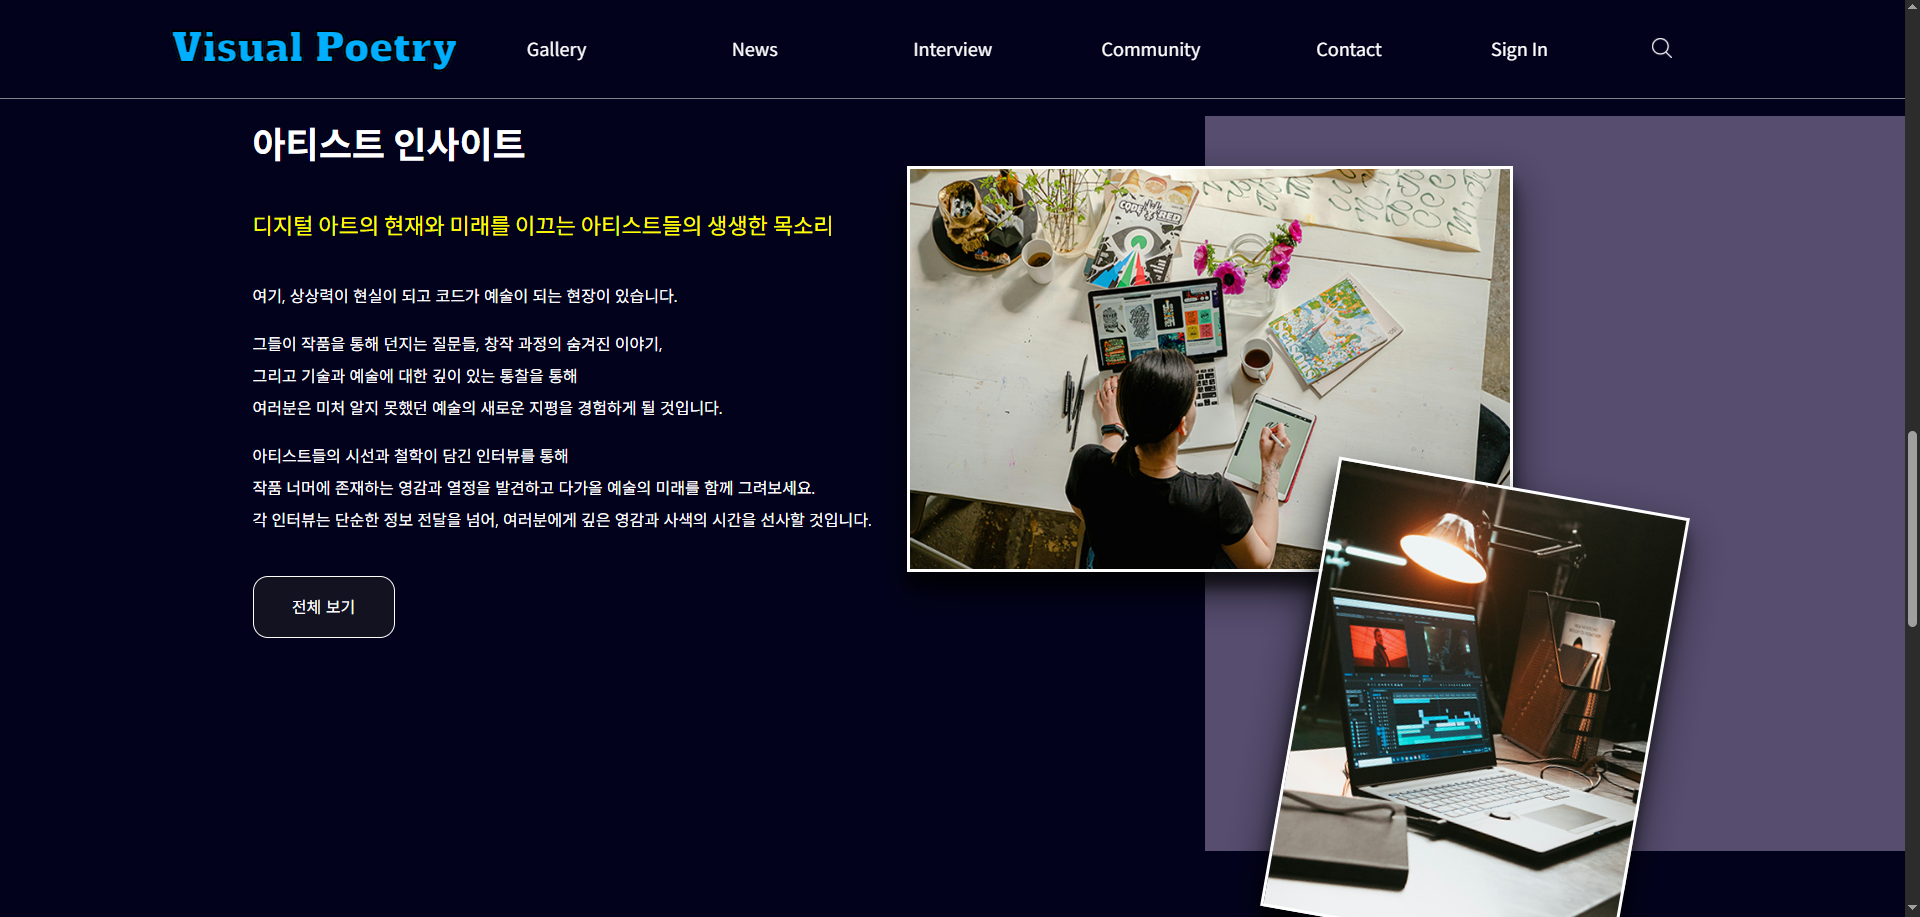 Visual Poetry
Gallery
News
Interview
Community
Contact
Sign In
아티스트 인사이트
디지털 아트의 현재와 미래를 이끄는 아티스트들의 생생한 목소리
여기, 상상력이 현실이 되고 코드가 예술이 되는 현장이 있습니다.
그들이 작품을 통해 던지는 질문들, 창작 과정의 숨겨진 이야기,
그리고 기술과 예술에 대한 깊이 있는 통찰을 통해
여러분은 미처 알지 못했던 예술의 새로운 지평을 경험하게 될 것입니다.
아티스트들의 시선과 철학이 담긴 인터뷰를 통해
작품 너머에 존재하는 영감과 열정을 발견하고 다가올 예술의 미래를 함께 그려보세요.
각 인터뷰는 단순한 정보 전달을 넘어, 여러분에게 깊은 영감과 사색의 시간을 선사할 것입니다.
전체 보기
CODE RED